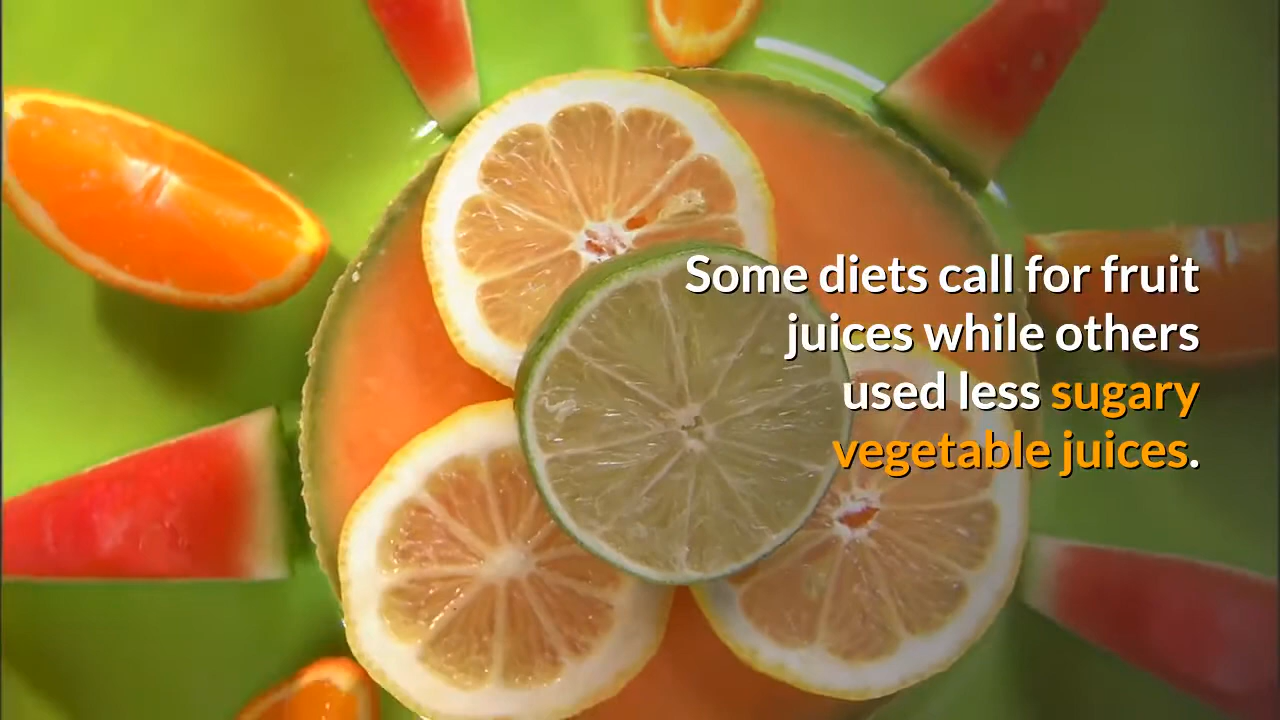 Some diets call for fruit
juices while others
used less sugary
vegetable juices.